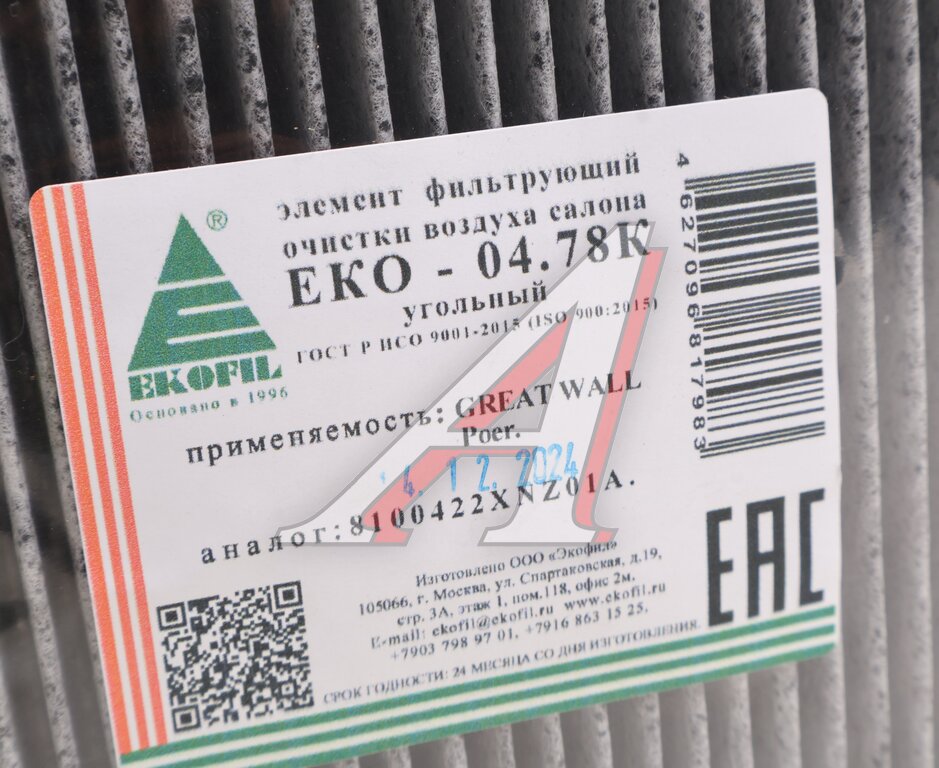 элемент фильтрующий
очистки воздуха салона
ЕКО - 04.78К
угольный
ГОСТ Р ИСО 9001-2015 (ISO 900:2015)
®
EKOFIL
Основано в 1996
применяемость: GREAT WALL
Poer.
4. 12. 2024
аналог: 8100422XNZ01A.
Изготовлено ООО «Экофил»
105066, г. Москва, ул. Спартаковская, д.19,
стр. 3А, этаж 1, пом.118, офис 2м.
E-mail: ekofil@ekofil.ru www.ekofil.ru
+7903 798 97 01, +7916 863 15 25.
СРОК ГОДНОСТИ: 24 МЕСЯЦА СО ДНЯ ИЗГОТОВЛЕНИЯ.
4 627096 817983
EAC